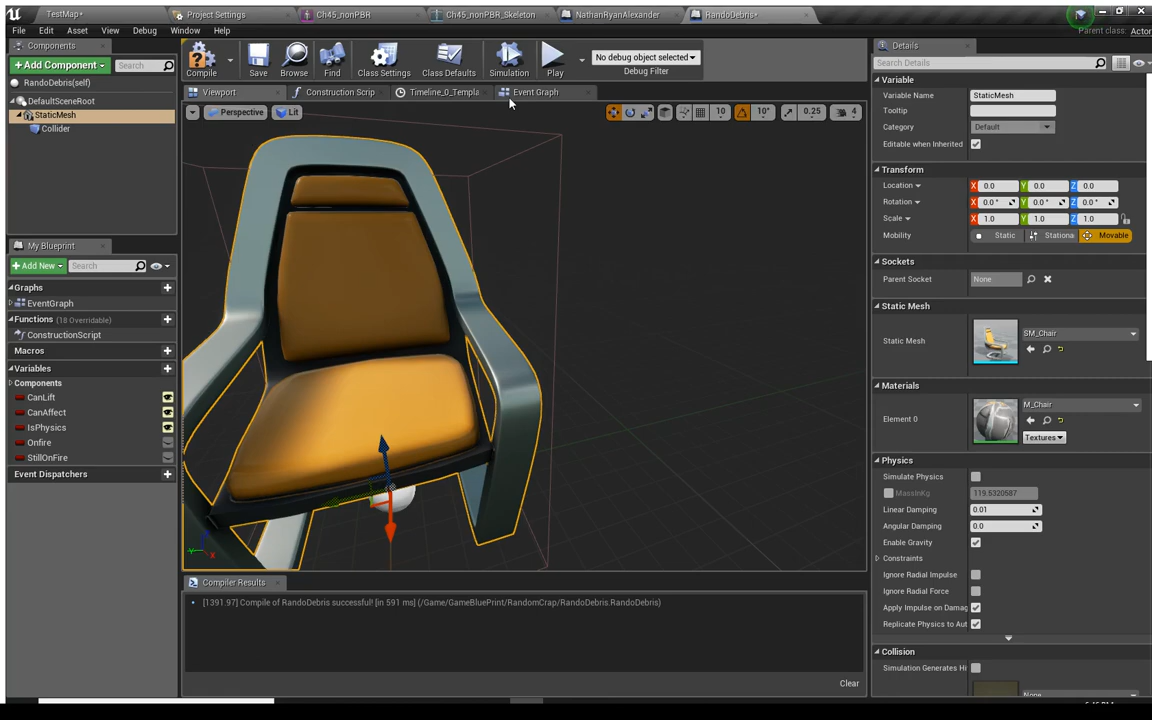 TestMap*
Project Settings
Ch45_nonPBR
Ch45_nonPBR_Skeleton
NathanRyanAlexander
RandoDebris*
File Edit Asset View Debug Window Help
Parent class: Actor
Components
+ Add Component
Search
RandoDebris(self)
DefaultSceneRoot
StaticMesh
Collider
My Blueprint
+ Add New
Search
Graphs
EventGraph
Functions (18 Overridable)
ConstructionScript
Macros
Variables
Components
CanLift
CanAffect
IsPhysics
Onfire
StillOnFire
Event Dispatchers
Compile
Save
Browse
Find
Class Settings
Class Defaults
Simulation
Play
No debug object selected
Debug Filter
Viewport
Construction Scrip
Timeline_0_Templa
Event Graph
Perspective
Lit
10°
0.25
4
Compiler Results
[1391.97] Compile of RandoDebris successful! [in 591 ms] (/Game/GameBluePrint/RandomCrap/RandoDebris.RandoDebris)
Clear
Details
Search Details
Variable
Variable Name StaticMesh
Tooltip
Category Default
Editable when Inherited
Transform
Location X 0.0 Y 0.0 Z 0.0
Rotation X 0.0° Y 0.0° Z 0.0°
Scale X 1.0 Y 1.0 Z 1.0
Mobility Static Stationa Movable
Sockets
Parent Socket None
Static Mesh
Static Mesh SM_Chair
Materials
Element 0 M_Chair
Textures
Physics
Simulate Physics
MassInKg 119.5320587
Linear Damping 0.01
Angular Damping 0.0
Enable Gravity
Constraints
Ignore Radial Impulse
Ignore Radial Force
Apply Impulse on Damag
Replicate Physics to Aut
Collision
Simulation Generates Hi
None